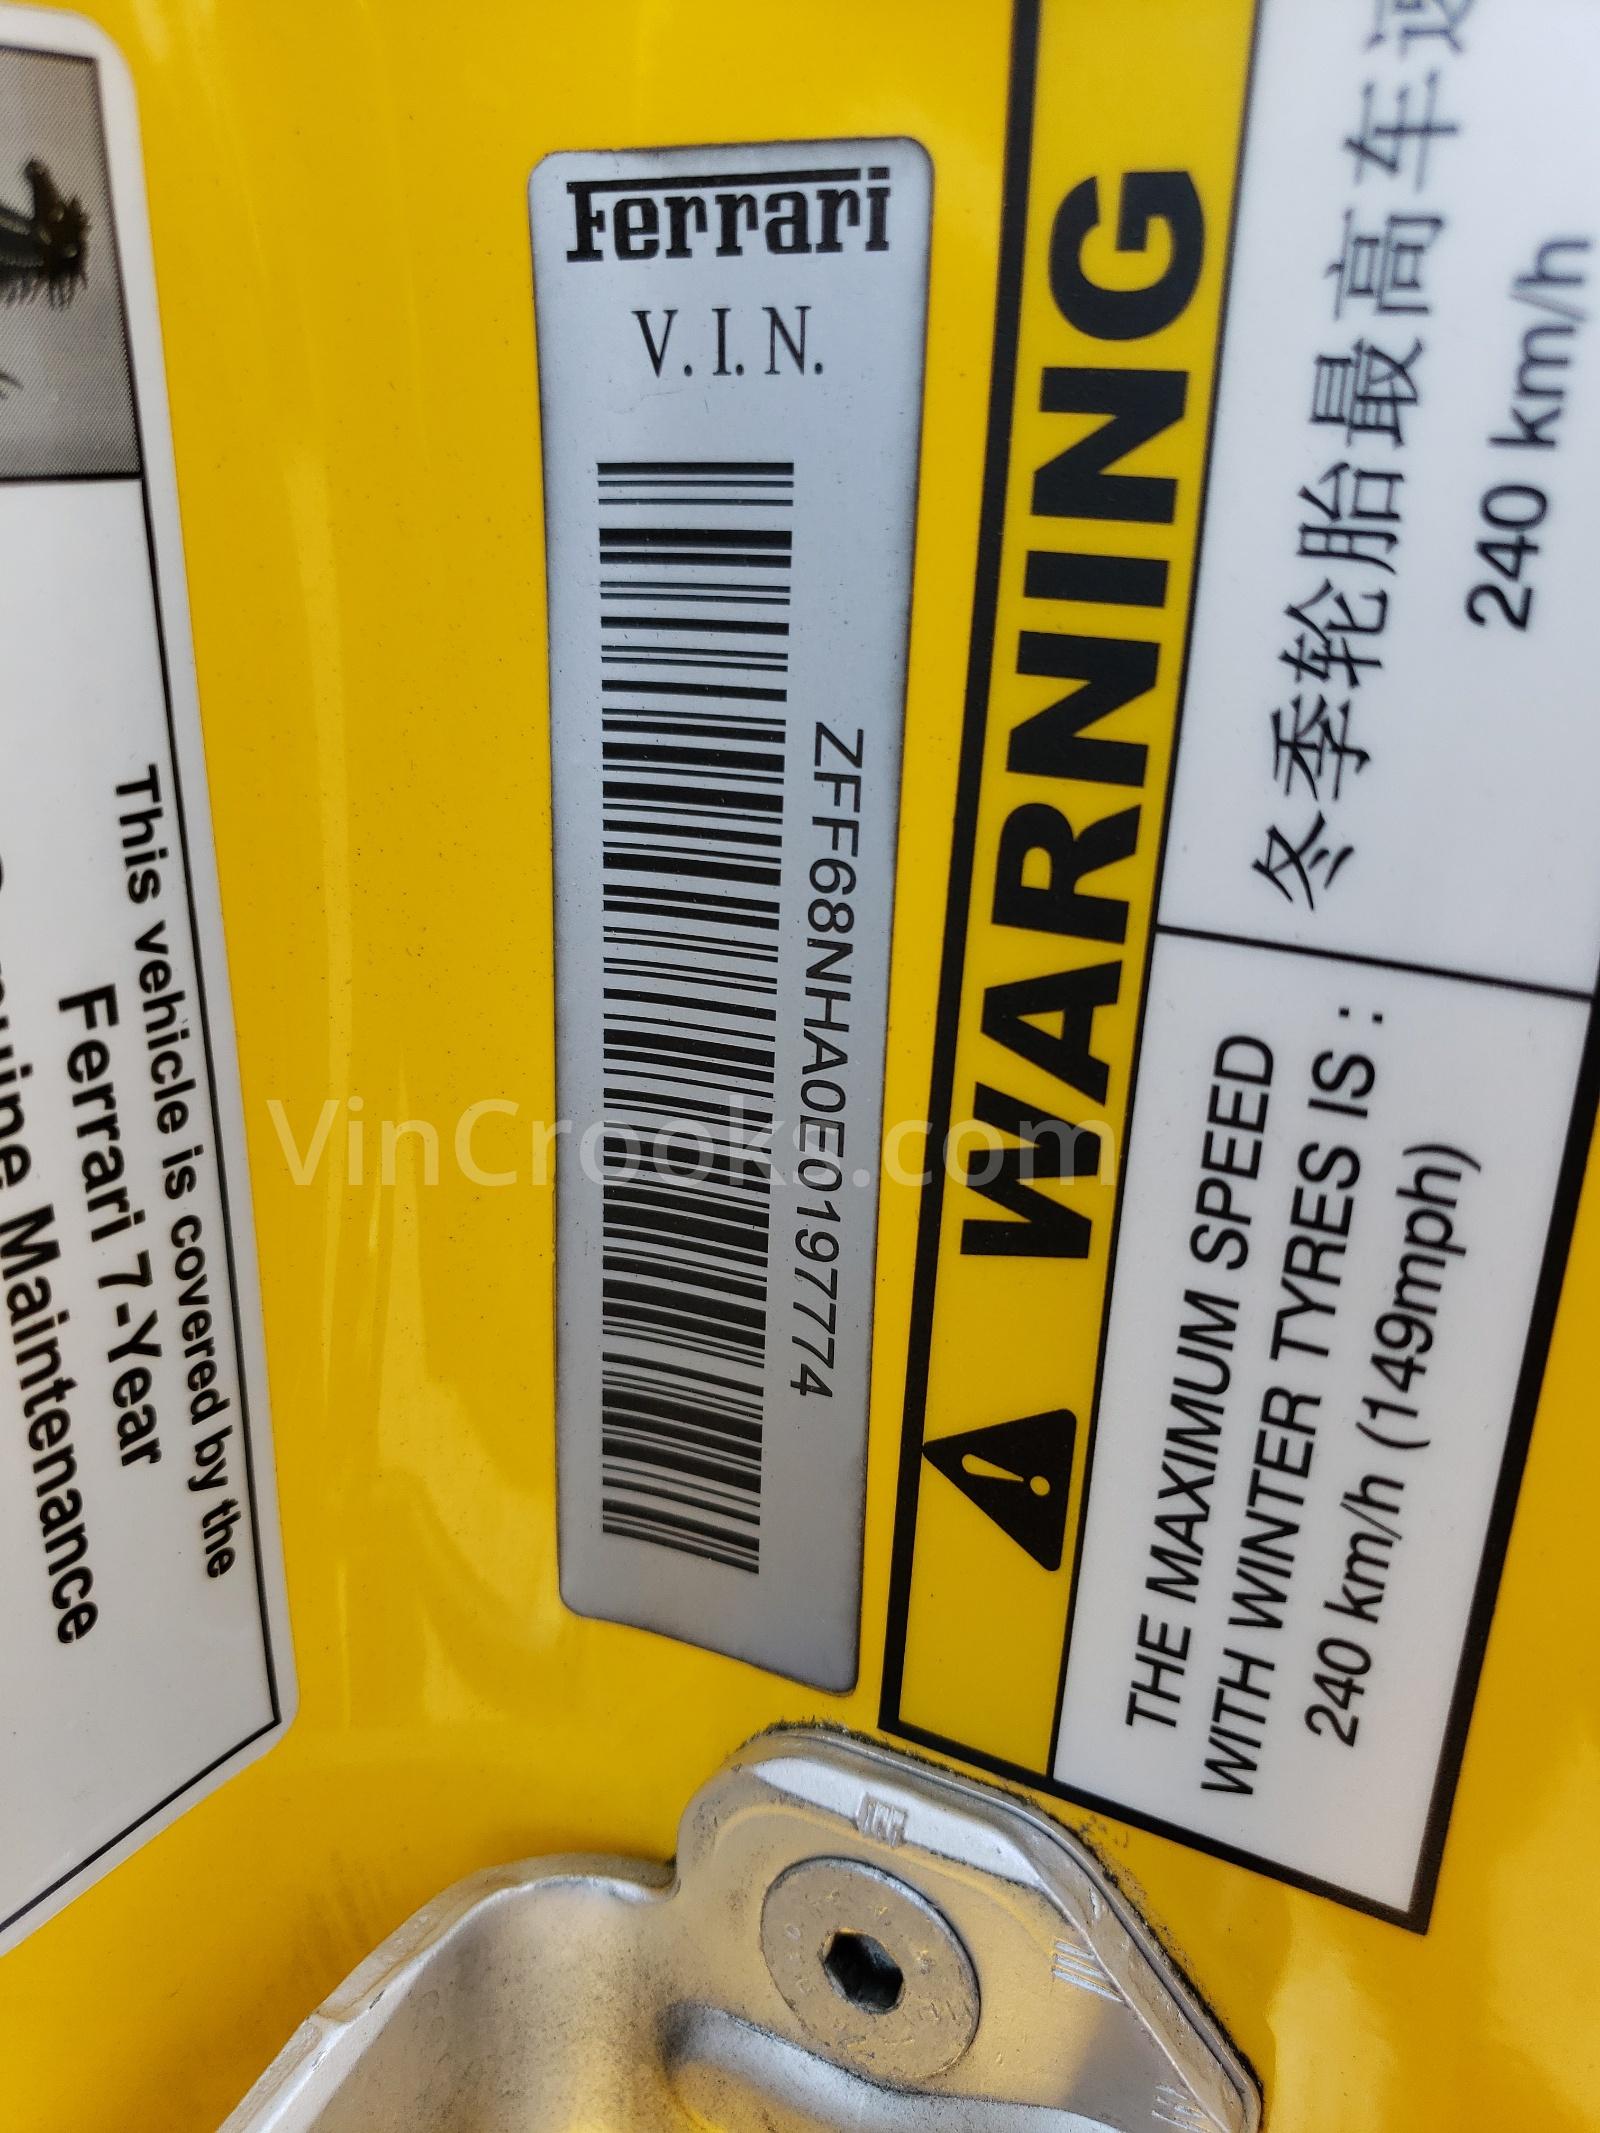 This vehicle is covered by the
Ferrari 7-Year
Maintenance
Ferrari
V.I.N.
ZFF68NHA0E0197774
WARNING
冬季轮胎最高车速
240 km/h
THE MAXIMUM SPEED
WITH WINTER TYRES IS :
240 km/h (149mph)
VinCrooks.com